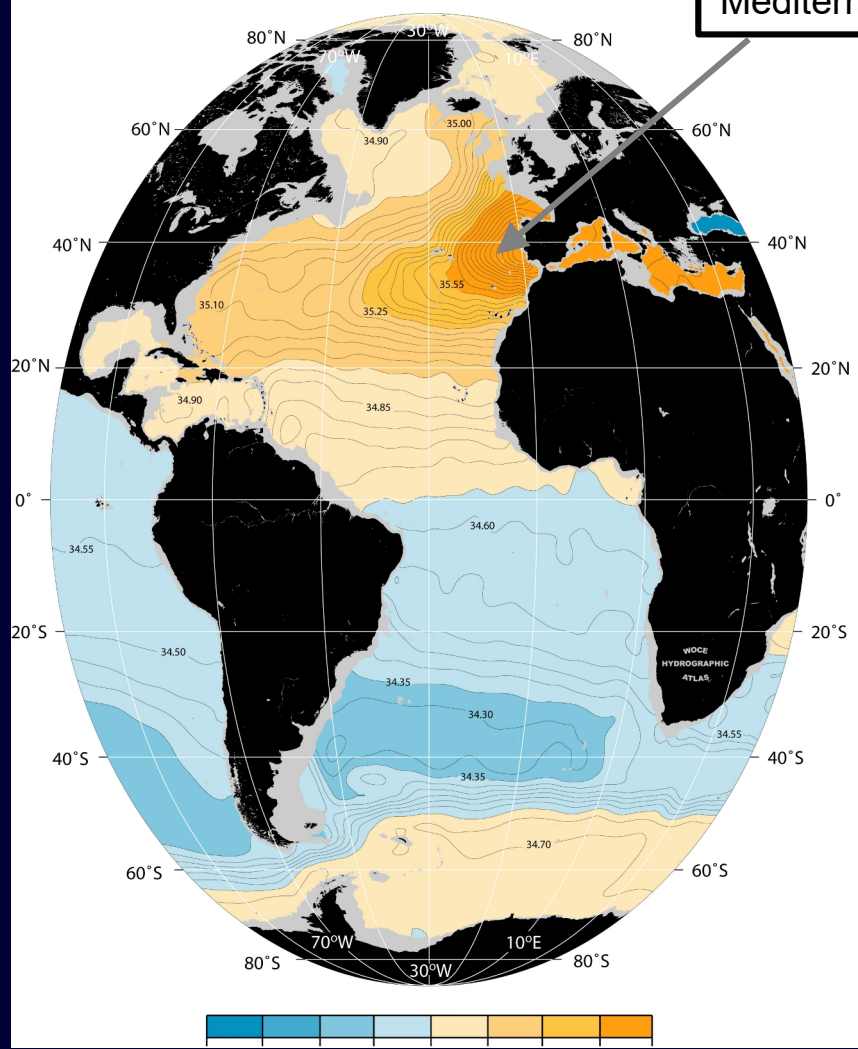 Mediterr
80˚N
30°W
80˚N
70°W
10°E
60˚N
35.00
60˚N
34.90
40˚N
40˚N
35.55
35.10
35.25
20˚N
20˚N
34.90
34.85
0˚
0˚
34.60
34.55
20˚S
20˚S
34.50
WOCE
HYDROGRAPHIC
ATLAS
34.35
34.30
34.55
40˚S
40˚S
34.35
34.70
60˚S
60˚S
70°W
10°E
80˚S
30°W
80˚S